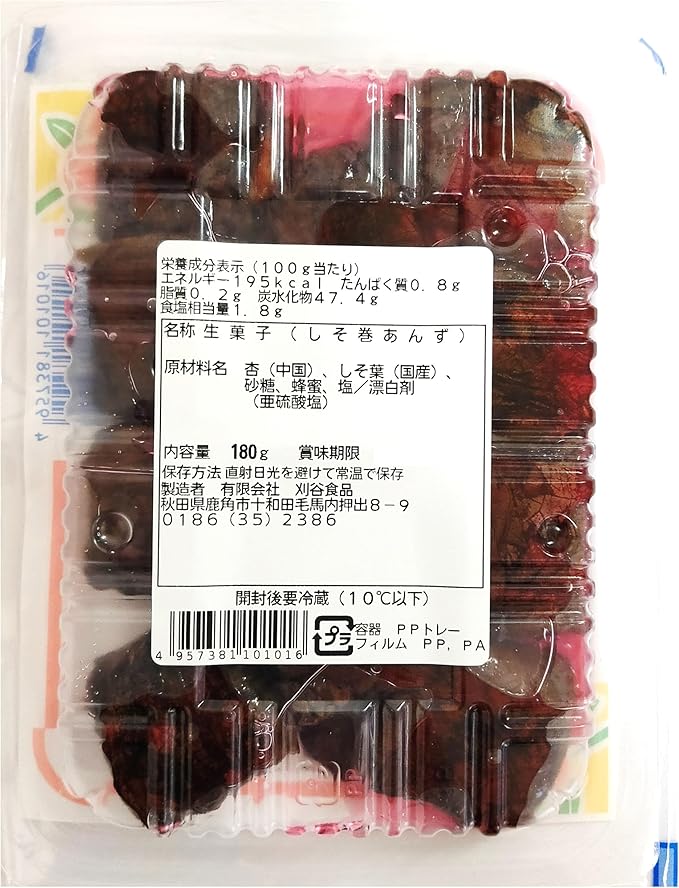 栄養成分表示(100g当たり)
エネルギー195kcal たんぱく質0.8g
脂質0.2g 炭水化物47.4g
食塩相当量1.8g
名称 生菓子(しそ巻あんず)
原材料名 杏(中国)、しそ葉(国産)、
砂糖、蜂蜜、塩/漂白剤
(亜硫酸塩)
内容量 180g 賞味期限
保存方法 直射日光を避けて常温で保存
製造者 有限会社 刈谷食品
秋田県鹿角市十和田毛馬内押出8-9
0186(35)2386
開封後要冷蔵(10℃以下)
4 957381 101016
プラ
容器 PPトレー
フィルム PP, PA
4 957381 101016
PP